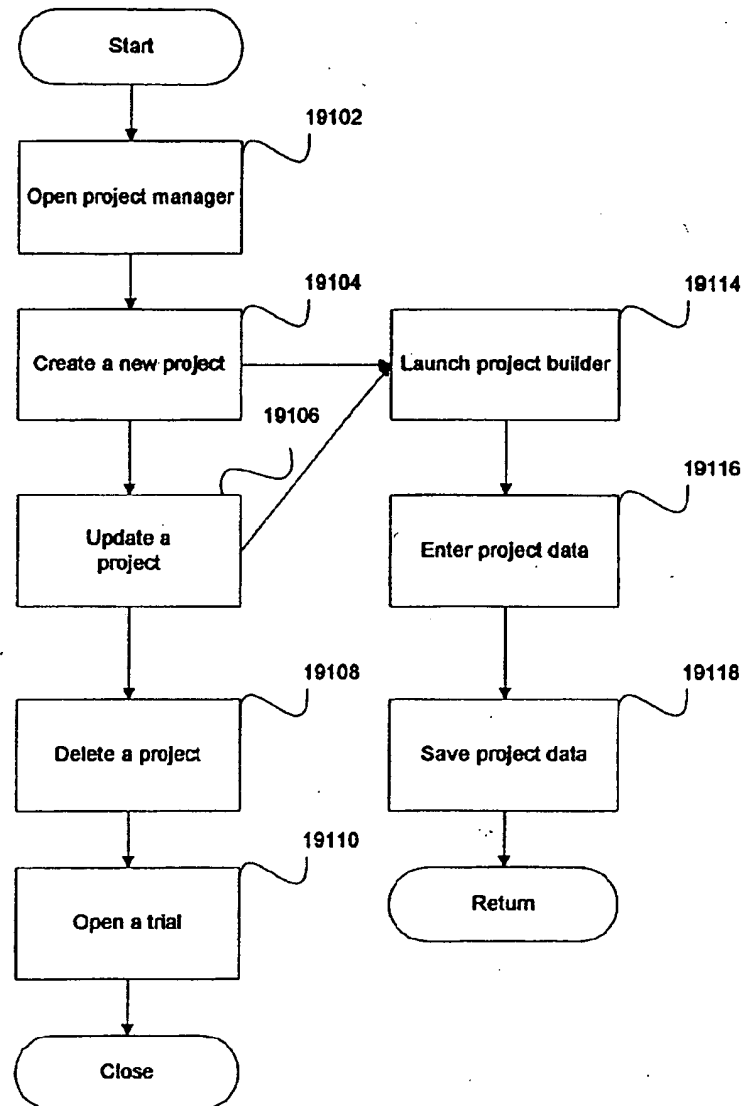 Start
19102
Open project manager
19104
Create a new project
19114
Launch project builder
19106
Update a
project
19116
Enter project data
19108
Delete a project
19118
Save project data
19110
Open a trial
Return
Close